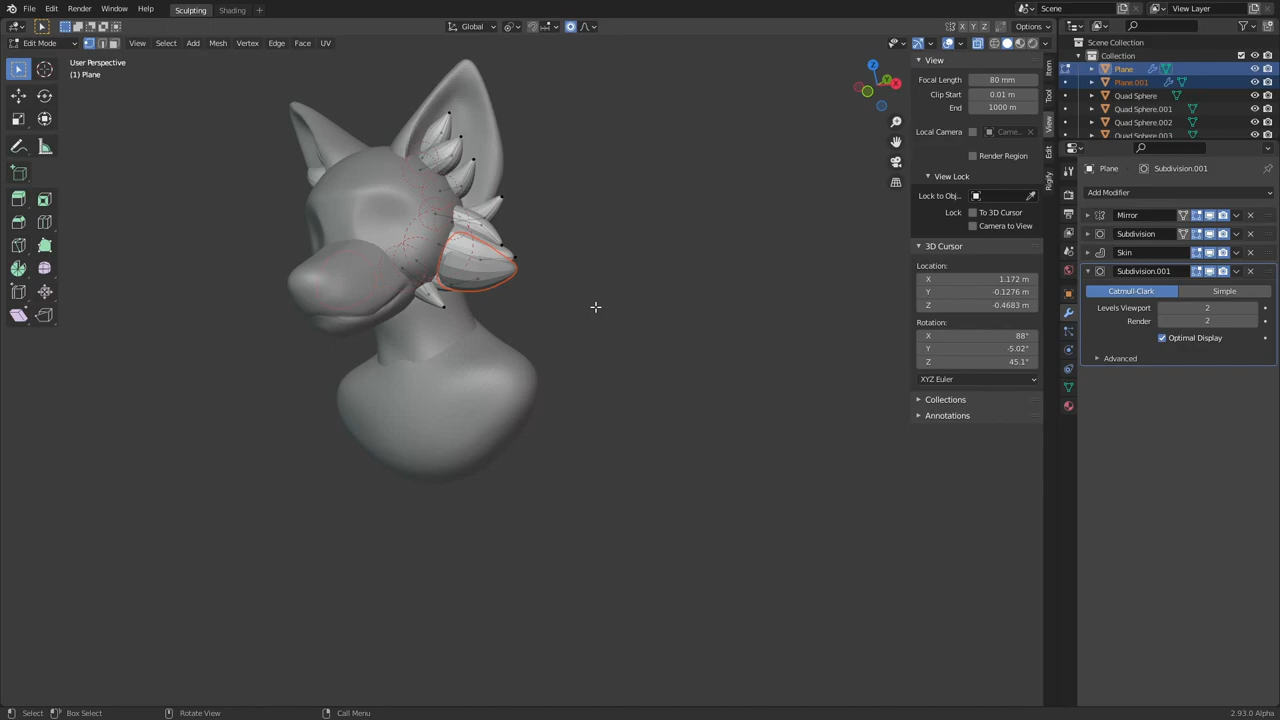 File Edit Render Window Help Sculpting Shading + Scene View Layer
Global Options
Edit Mode View Select Add Mesh Vertex Edge Face UV
X Y Z
User Perspective
(1) Plane
Z
Y
X
View
Focal Length 80 mm
Clip Start 0.01 m
End 1000 m
Local Camera Came...
Render Region
View Lock
Lock to Obj...
Lock To 3D Cursor
Camera to View
3D Cursor
Location:
X 1.172 m
Y -0.1276 m
Z -0.4683 m
Rotation:
X 88°
Y -5.02°
Z 45.1°
XYZ Euler
Collections
Annotations
Item
Tool
View
Edit
Rigify
Scene Collection
Collection
Plane
Plane.001
Quad Sphere
Quad Sphere.001
Quad Sphere.002
Quad Sphere.003
Plane Subdivision.001
Add Modifier
Mirror
Subdivision
Skin
Subdivision.001
Catmull-Clark Simple
Levels Viewport 2
Render 2
Optimal Display
Advanced
Select Box Select Rotate View Call Menu 2.93.0 Alpha